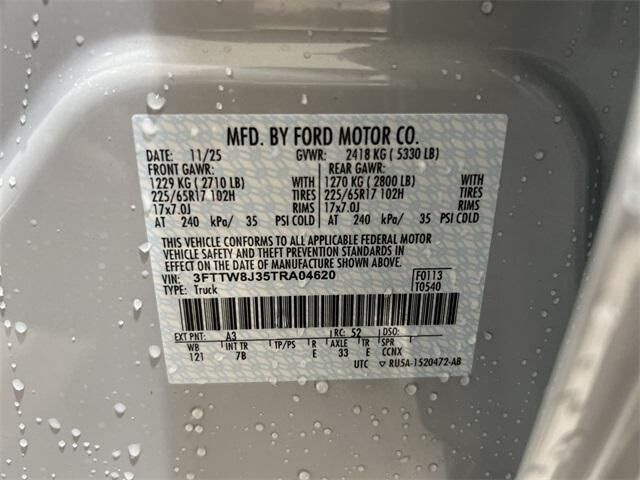 MFD. BY FORD MOTOR CO.
DATE: 11/25 GVWR: 2418 KG ( 5330 LB)
FRONT GAWR: REAR GAWR:
1229 KG ( 2710 LB) WITH 1270 KG ( 2800 LB) WITH
225/65R17 102H TIRES 225/65R17 102H TIRES
17x7.0J RIMS 17x7.0J RIMS
AT 240 kPa/ 35 PSI COLD AT 240 kPa/ 35 PSI COLD
THIS VEHICLE CONFORMS TO ALL APPLICABLE FEDERAL MOTOR
VEHICLE SAFETY AND THEFT PREVENTION STANDARDS IN
EFFECT ON THE DATE OF MANUFACTURE SHOWN ABOVE.
VIN: 3FTTW8J35TRA04620 F0113
TYPE: Truck T0540
EXT PNT: A3 RC: 52 DSO:
WB INT TR TP/PS R AXLE TR SPR
121 7B E 33 E CCNX
UTC RU5A-1520472-AB